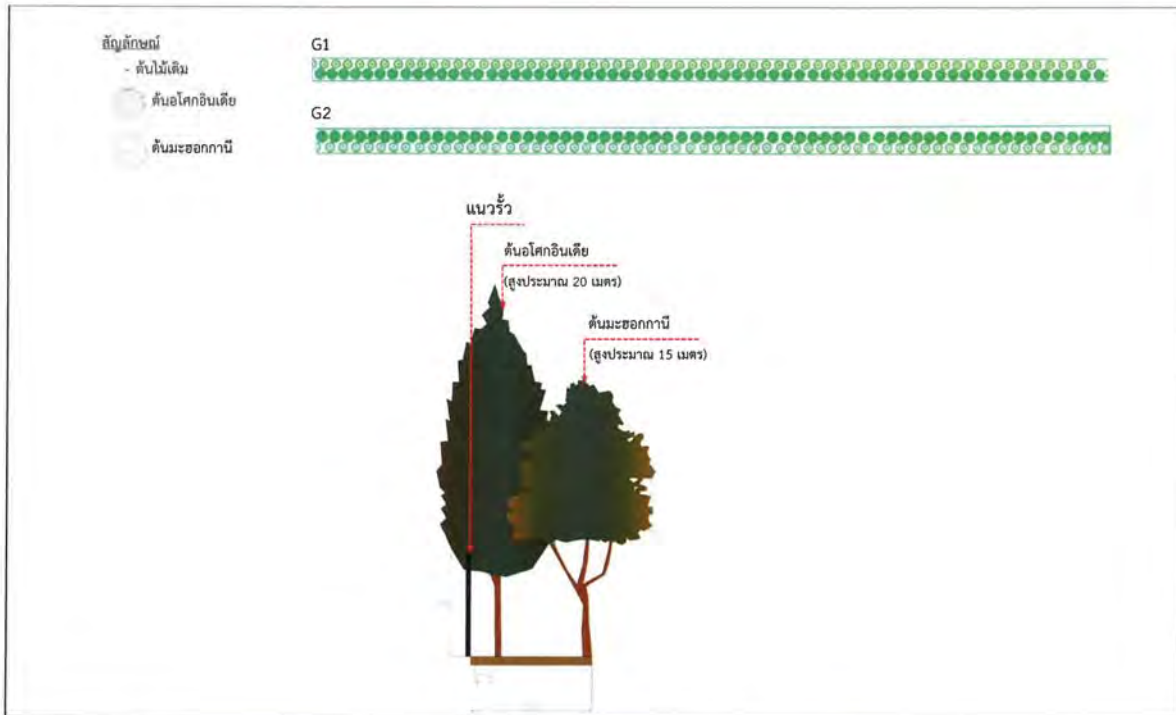 สัญลักษณ์
- ต้นไม้เดิม
ต้นอโศกอินเดีย
ต้นมะฮอกกานี
G1
G2
แนวรั้ว
ต้นอโศกอินเดีย
(สูงประมาณ 20 เมตร)
ต้นมะฮอกกานี
(สูงประมาณ 15 เมตร)